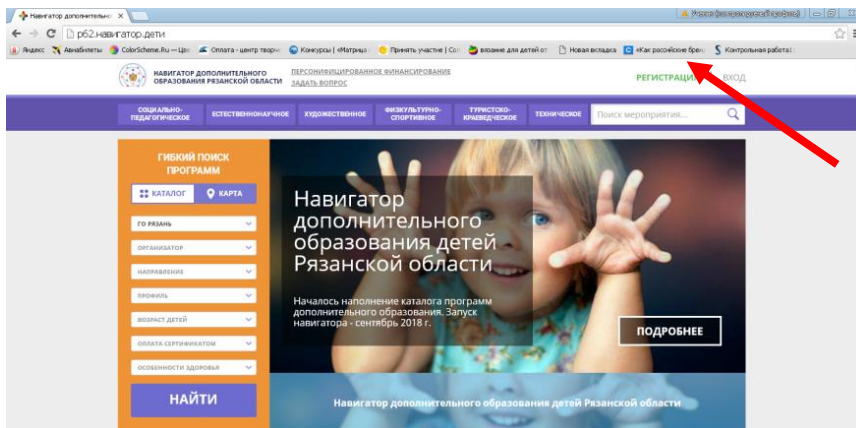 Навигатор дополнительно
р62.навигатор.дети
Яндекс Авиабилеты ColorScheme.Ru — Цве Оплата - центр творче Конкурсы | «Матрица Принять участие | Со вязание для детей от Новая вкладка «Как российские брен Контрольная работа:
НАВИГАТОР ДОПОЛНИТЕЛЬНОГО
ОБРАЗОВАНИЯ РЯЗАНСКОЙ ОБЛАСТИ
ПЕРСОНИФИЦИРОВАННОЕ ФИНАНСИРОВАНИЕ
ЗАДАТЬ ВОПРОС
РЕГИСТРАЦИЯ ВХОД
СОЦИАЛЬНО-
ПЕДАГОГИЧЕСКОЕ
ЕСТЕСТВЕННОНАУЧНОЕ
ХУДОЖЕСТВЕННОЕ
ФИЗКУЛЬТУРНО-
СПОРТИВНОЕ
ТУРИСТСКО-
КРАЕВЕДЧЕСКОЕ
ТЕХНИЧЕСКОЕ
Поиск мероприятия...
ГИБКИЙ ПОИСК
ПРОГРАММ
КАТАЛОГ КАРТА
ГО РЯЗАНЬ
ОРГАНИЗАТОР
НАПРАВЛЕНИЕ
ПРОФИЛЬ
ВОЗРАСТ ДЕТЕЙ
ОПЛАТА СЕРТИФИКАТОМ
ОСОБЕННОСТИ ЗДОРОВЬЯ
НАЙТИ
Навигатор
дополнительного
образования детей
Рязанской области
Началось наполнение каталога программ
дополнительного образования. Запуск
навигатора - сентябрь 2018 г.
ПОДРОБНЕЕ
Навигатор дополнительного образования детей Рязанской области